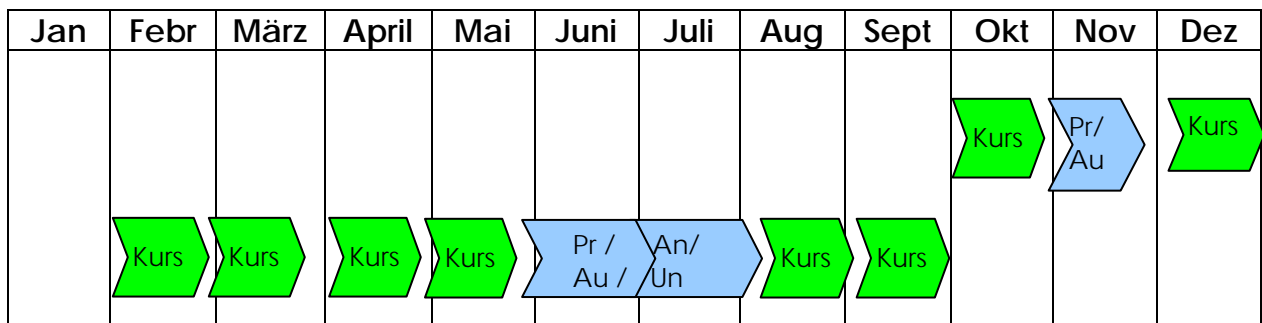 Jan Febr März April Mai Juni Juli Aug Sept Okt Nov Dez
Kurs Pr/ Kurs
Au
Kurs Kurs Kurs Kurs Pr / An/ Kurs Kurs
Au / Un